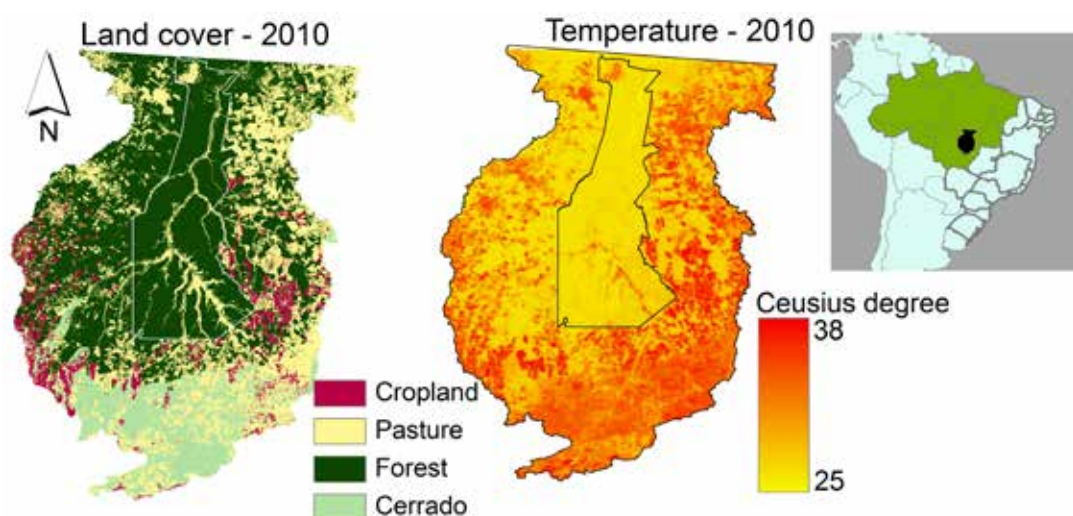 Land cover - 2010
N
Cropland
Pasture
Forest
Cerrado
Temperature - 2010
Ceusius degree
38
25